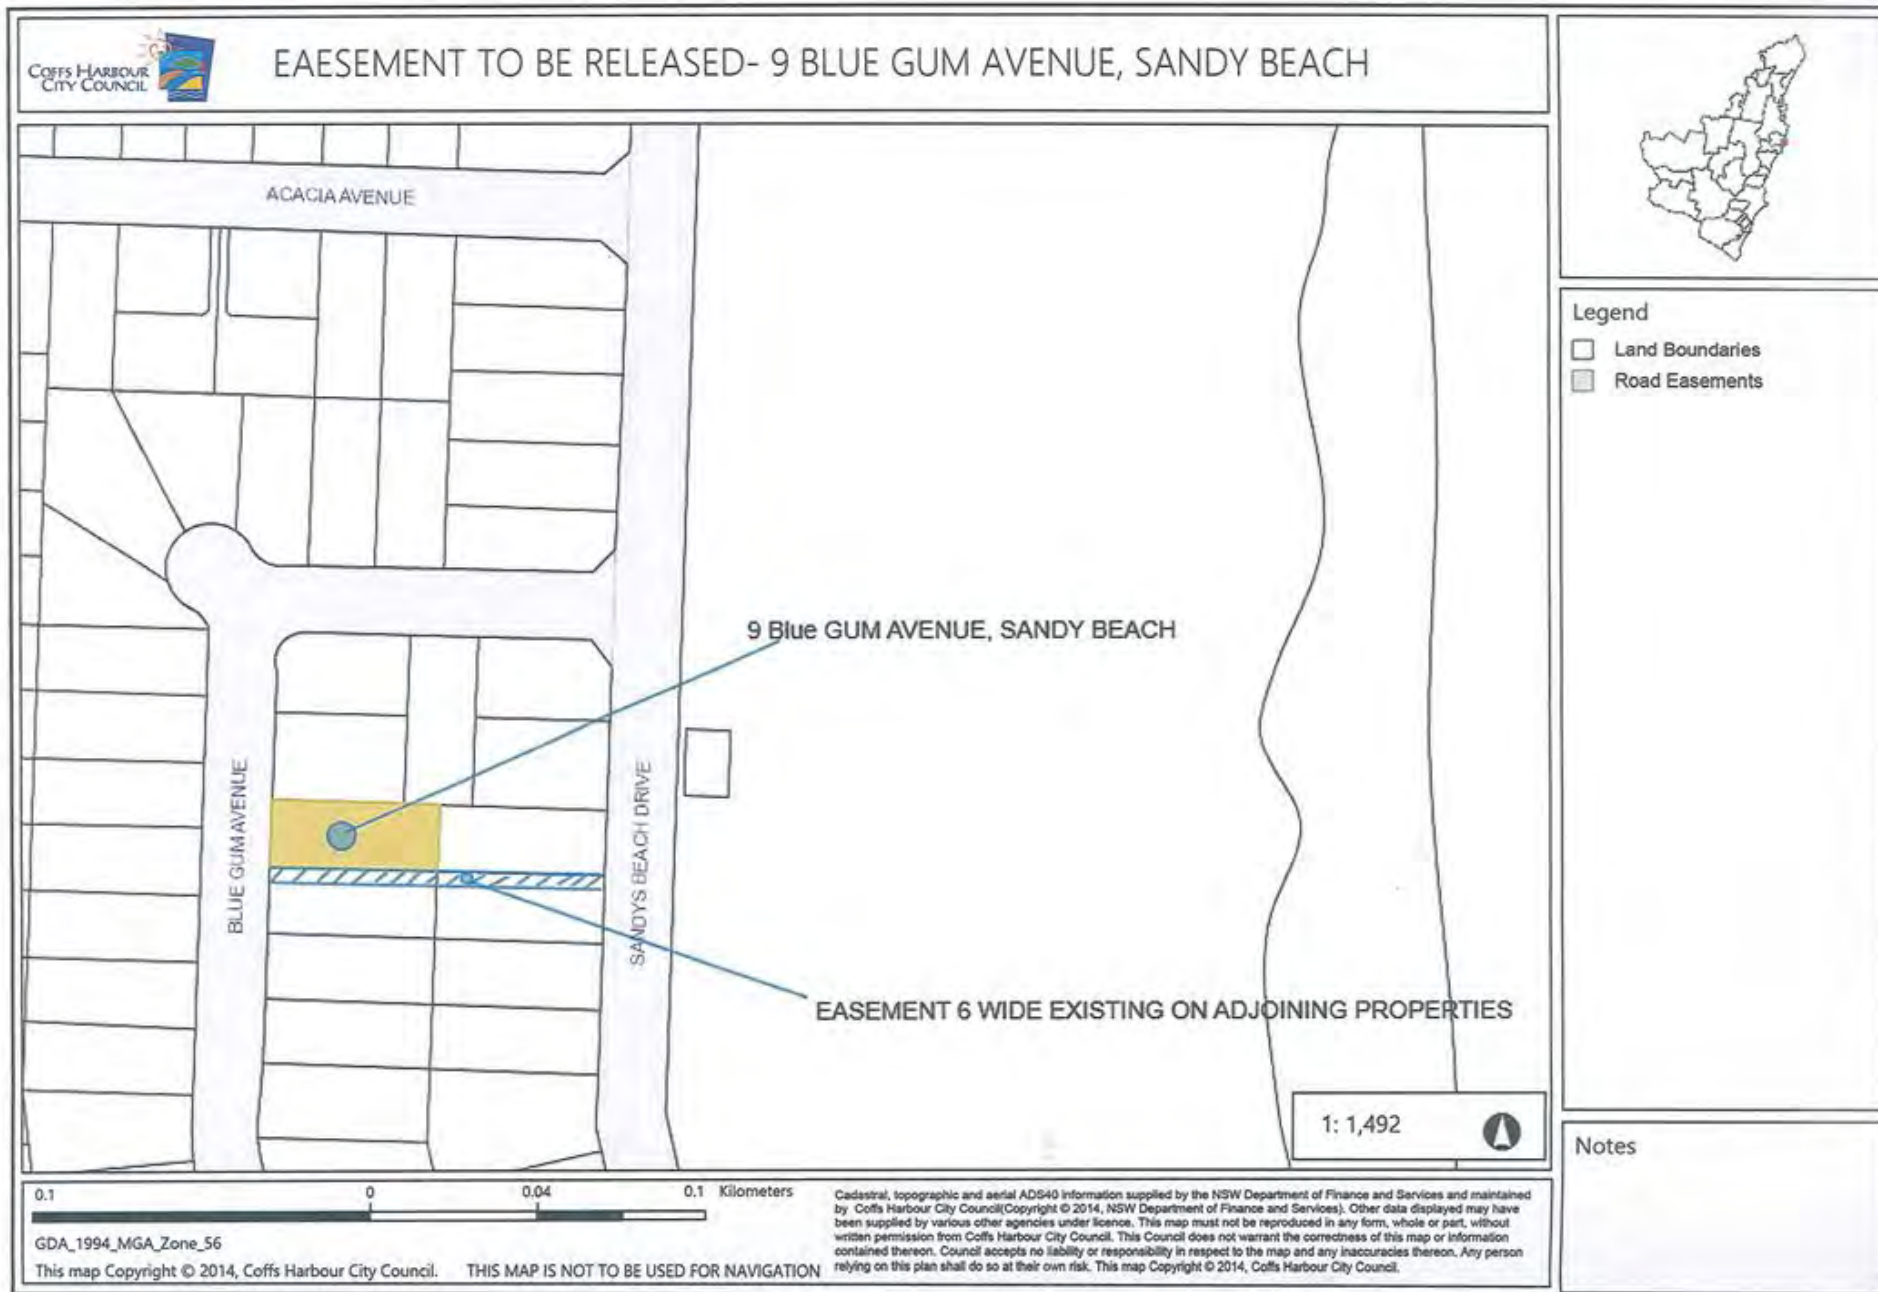 COFFS HARBOUR
CITY COUNCIL
EAESEMENT TO BE RELEASED- 9 BLUE GUM AVENUE, SANDY BEACH
ACACIA AVENUE
9 Blue GUM AVENUE, SANDY BEACH
BLUE GUM AVENUE
SANDYS BEACH DRIVE
EASEMENT 6 WIDE EXISTING ON ADJOINING PROPERTIES
1: 1,492
Legend
Land Boundaries
Road Easements
Notes
0.1 0 0.04 0.1 Kilometers
GDA_1994_MGA_Zone_56
This map Copyright © 2014, Coffs Harbour City Council. THIS MAP IS NOT TO BE USED FOR NAVIGATION
Cadastral, topographic and aerial ADS40 information supplied by the NSW Department of Finance and Services and maintained
by Coffs Harbour City Council(Copyright © 2014, NSW Department of Finance and Services). Other data displayed may have
been supplied by various other agencies under licence. This map must not be reproduced in any form, whole or part, without
written permission from Coffs Harbour City Council. This Council does not warrant the correctness of this map or information
contained thereon. Council accepts no liability or responsibility in respect to the map and any inaccuracies thereon. Any person
relying on this plan shall do so at their own risk. This map Copyright © 2014, Coffs Harbour City Council.